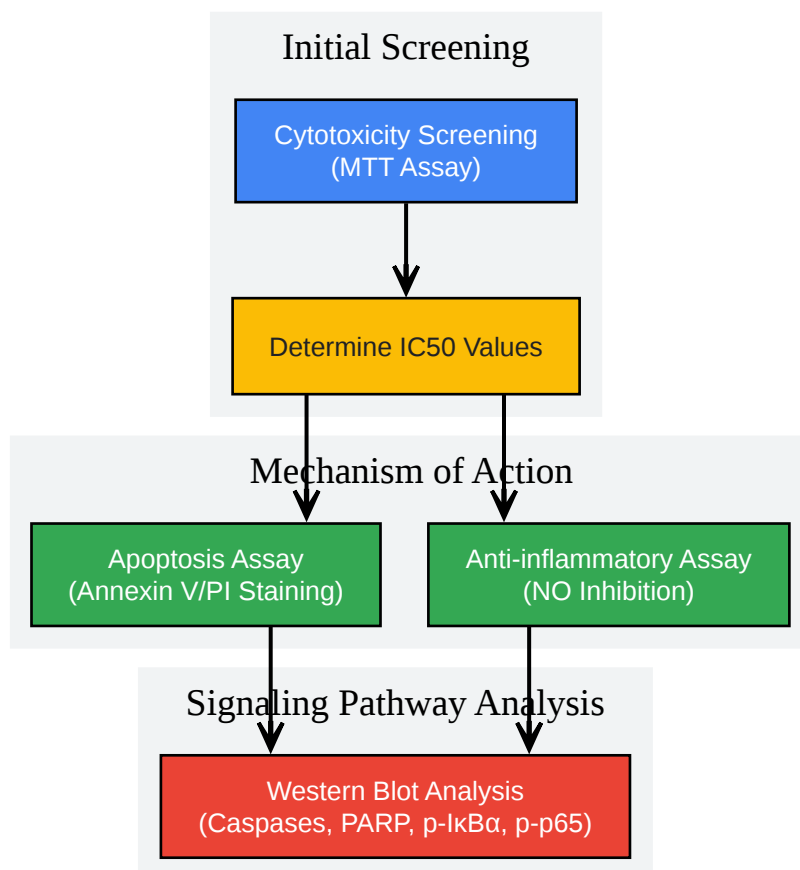 Initial Screening
Cytotoxicity Screening
(MTT Assay)
Determine IC50 Values
Mechanism of Action
Apoptosis Assay
(Annexin V/PI Staining)
Anti-inflammatory Assay
(NO Inhibition)
Signaling Pathway Analysis
Western Blot Analysis
(Caspases, PARP, p-IκBα, p-p65)